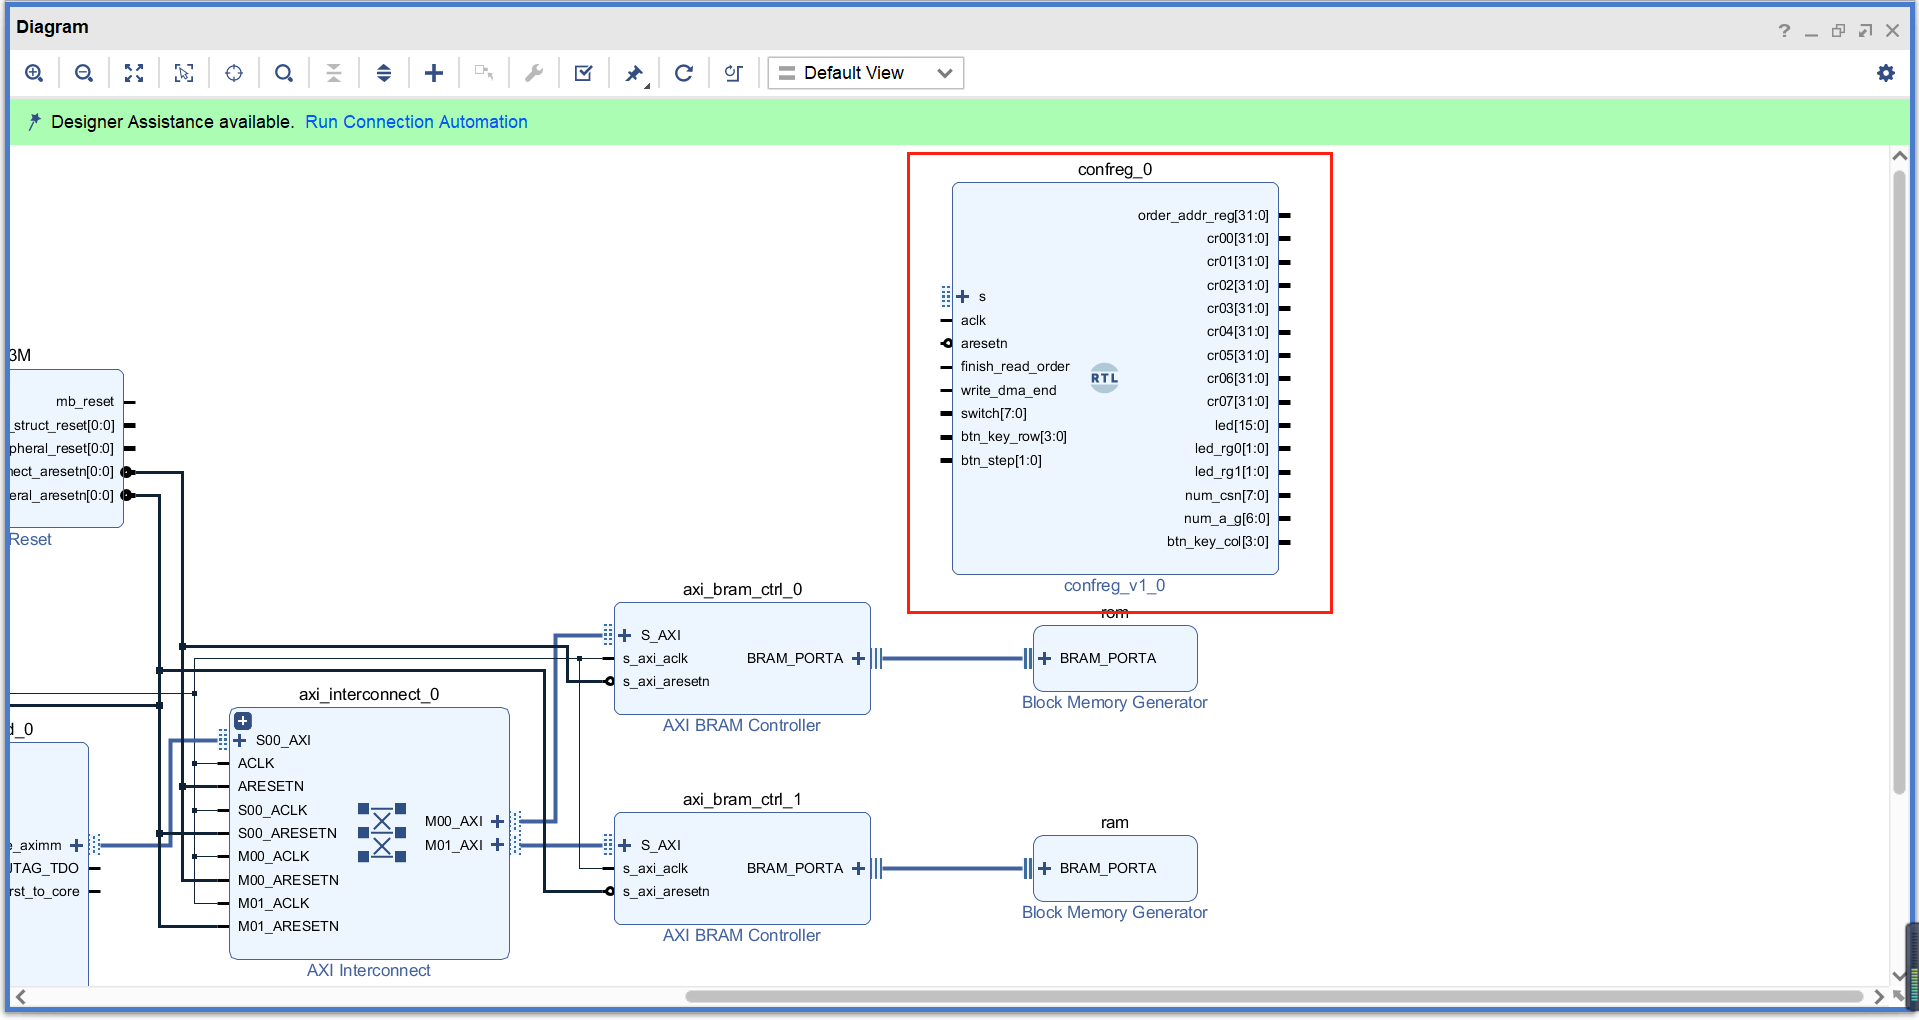 Diagram
Default View
Designer Assistance available. Run Connection Automation
confreg_0
order_addr_reg[31:0]
cr00[31:0]
cr01[31:0]
cr02[31:0]
cr03[31:0]
cr04[31:0]
cr05[31:0]
cr06[31:0]
cr07[31:0]
led[15:0]
led_rg0[1:0]
led_rg1[1:0]
num_csn[7:0]
num_a_g[6:0]
btn_key_col[3:0]
s
aclk
aresetn
finish_read_order
write_dma_end
switch[7:0]
btn_key_row[3:0]
btn_step[1:0]
RTL
confreg_v1_0
3M
mb_reset
_struct_reset[0:0]
pheral_reset[0:0]
nect_aresetn[0:0]
eral_aresetn[0:0]
Reset
axi_bram_ctrl_0
S_AXI
s_axi_aclk
s_axi_aresetn
BRAM_PORTA
AXI BRAM Controller
rom
BRAM_PORTA
Block Memory Generator
axi_interconnect_0
S00_AXI
ACLK
ARESETN
S00_ACLK
S00_ARESETN
M00_ACLK
M00_ARESETN
M01_ACLK
M01_ARESETN
M00_AXI
M01_AXI
AXI Interconnect
d_0
e_aximm
JTAG_TDO
rst_to_core
axi_bram_ctrl_1
S_AXI
s_axi_aclk
s_axi_aresetn
BRAM_PORTA
AXI BRAM Controller
ram
BRAM_PORTA
Block Memory Generator